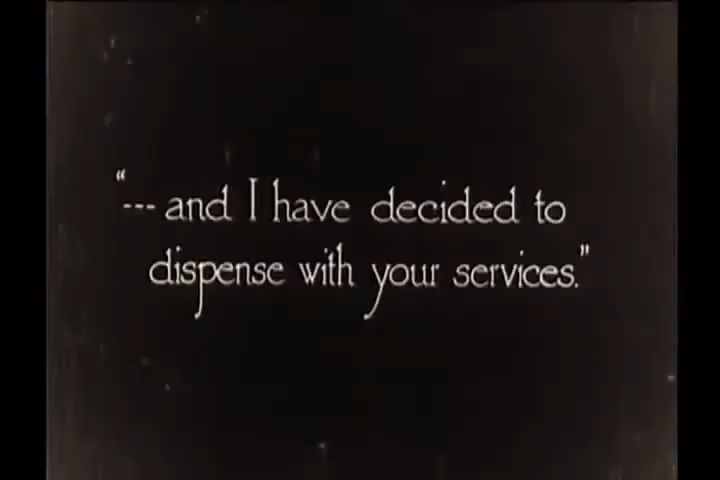 “--- and I have decided to
dispense with your services.”